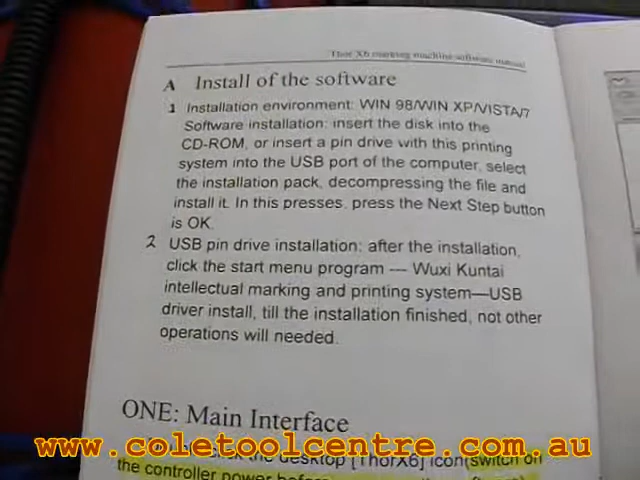 Thor X6 marking machine software manual
A Install of the software
1 Installation environment: WIN 98/WIN XP/VISTA/7
Software installation: insert the disk into the
CD-ROM, or insert a pin drive with this printing
system into the USB port of the computer, select
the installation pack, decompressing the file and
install it. In this presses, press the Next Step button
is OK.
2 USB pin drive installation: after the installation,
click the start menu program --- Wuxi Kuntai
intellectual marking and printing system—USB
driver install, till the installation finished, not other
operations will needed.
ONE: Main Interface
www.coletoolcentre.com.au
the desktop [ThorX6] icon(switch on
the controller power